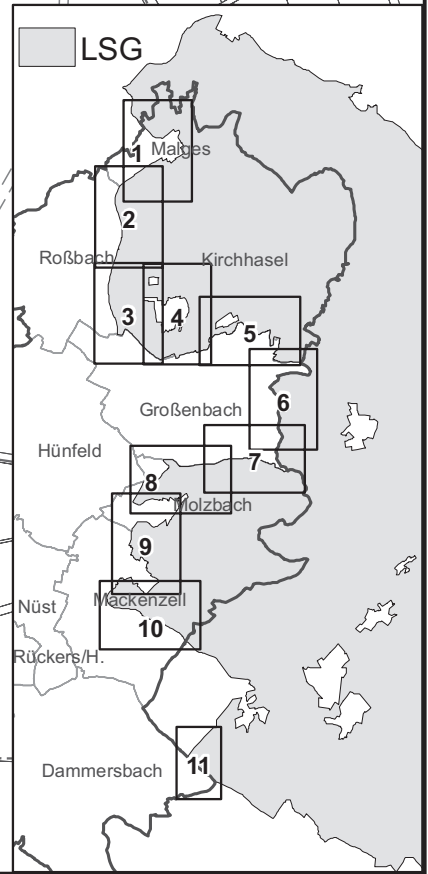 LSG
Malges
1
2
Roßbach
Kirchhasel
3
4
5
6
Großenbach
Hünfeld
7
8
Molzbach
9
Mackenzell
Nüst
10
Rückers/H.
Dammersbach
11